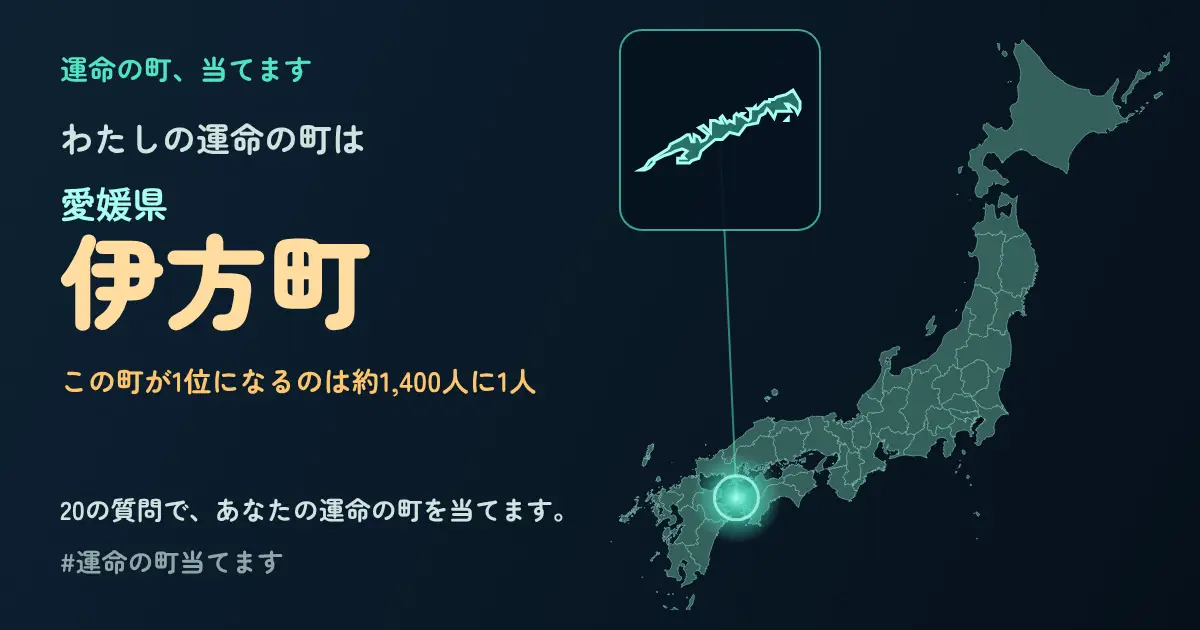 運命の町、当てます
わたしの運命の町は
愛媛県
伊方町
この町が1位になるのは約1,400人に1人
20の質問で、あなたの運命の町を当てます。
#運命の町当てます